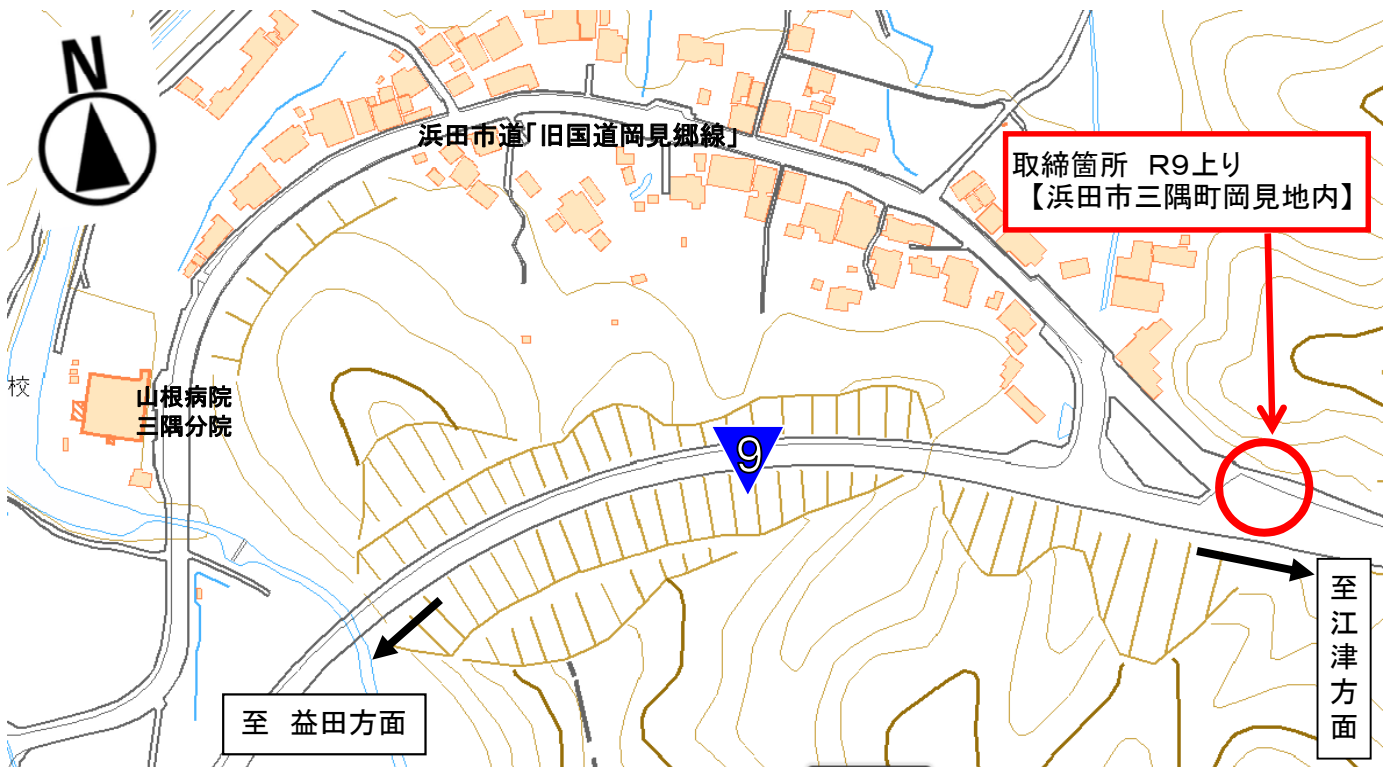 N
浜田市道「旧国道岡見郷線」
取締箇所 R9上り
【浜田市三隅町岡見地内】
校
山根病院
三隅分院
9
至江津方面
至 益田方面